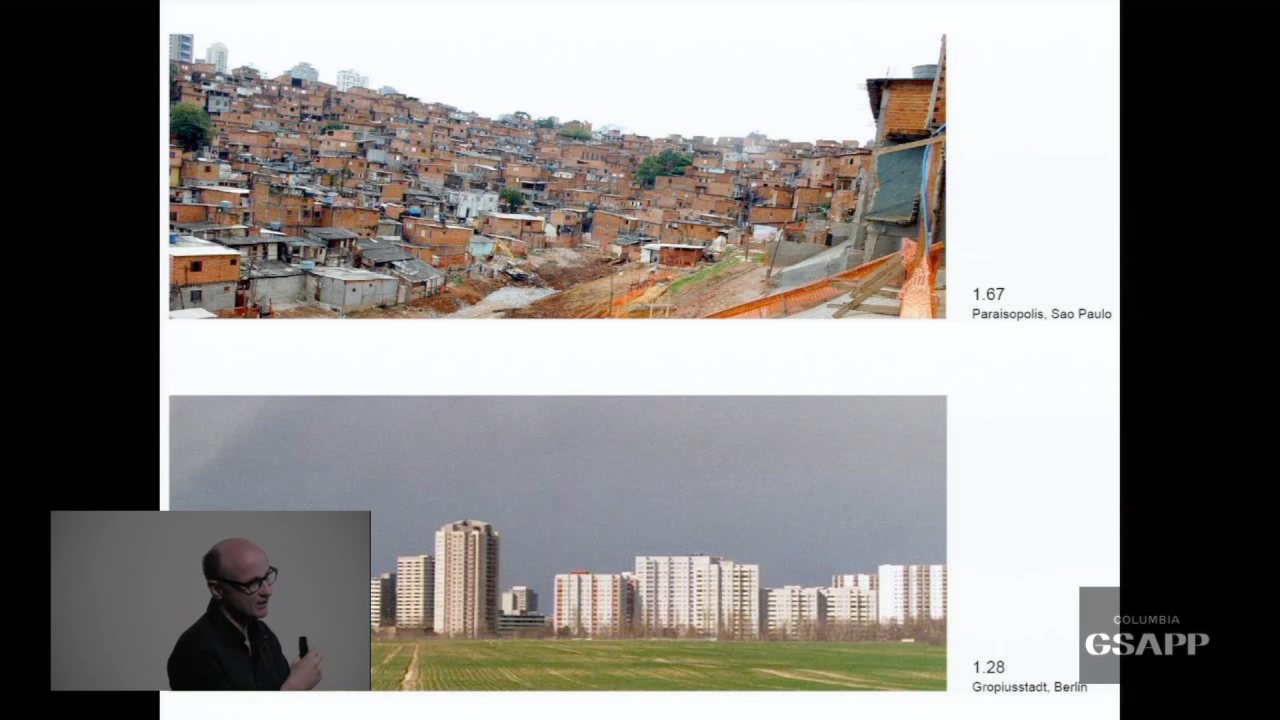 1.67
Paraisopolis, Sao Paulo
1.28
Gropiusstadt, Berlin
COLUMBIA
GSAPP